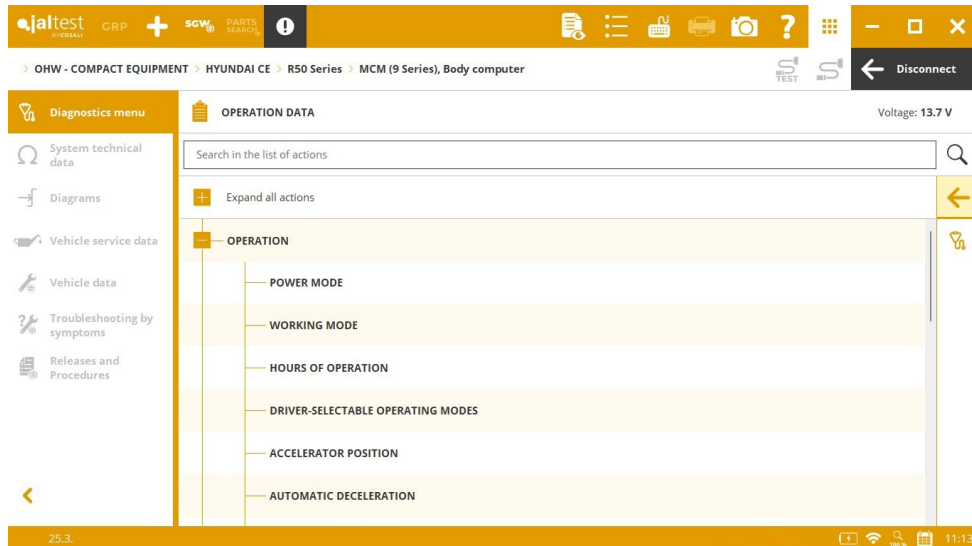 jaltest
BY COJALI
GRP
SGW
PARTS
SEARCH
> OHW - COMPACT EQUIPMENT > HYUNDAI CE > R50 Series > MCM (9 Series), Body computer
TEST
Disconnect
Diagnostics menu
OPERATION DATA
Voltage: 13.7 V
System technical
data
Search in the list of actions
Diagrams
Expand all actions
Vehicle service data
OPERATION
Vehicle data
POWER MODE
Troubleshooting by
symptoms
WORKING MODE
Releases and
Procedures
HOURS OF OPERATION
DRIVER-SELECTABLE OPERATING MODES
ACCELERATOR POSITION
AUTOMATIC DECELERATION
25.3.
100 %
11:13